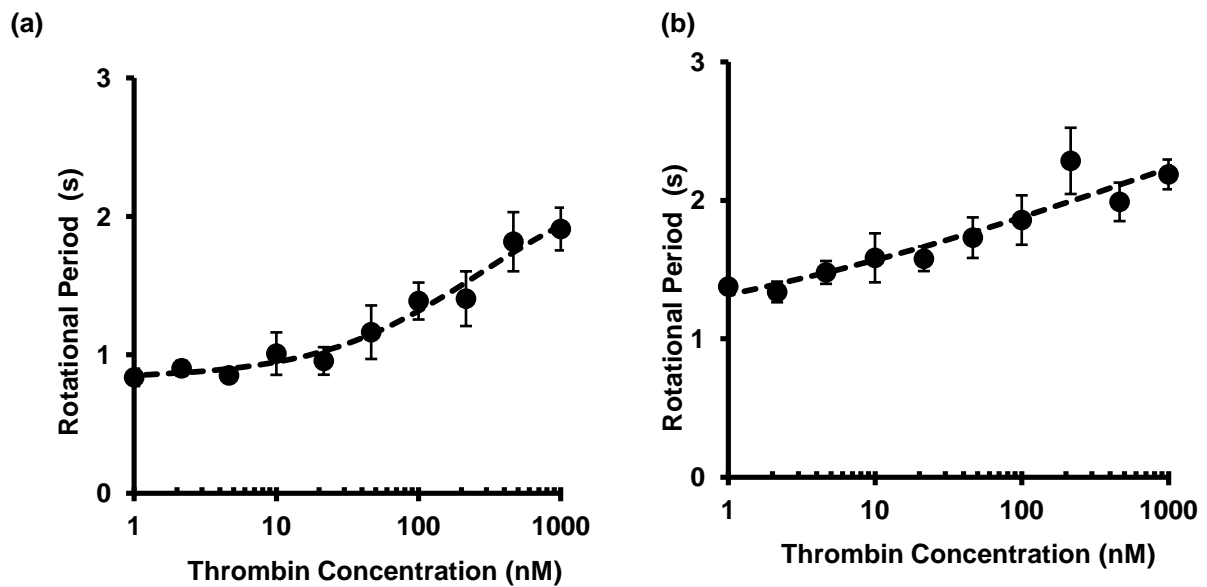 (a)
3
2
1
0
Rotational Period (s)
1 10 100 1000
Thrombin Concentration (nM)
(b)
3
2
1
0
Rotational Period (s)
1 10 100 1000
Thrombin Concentration (nM)